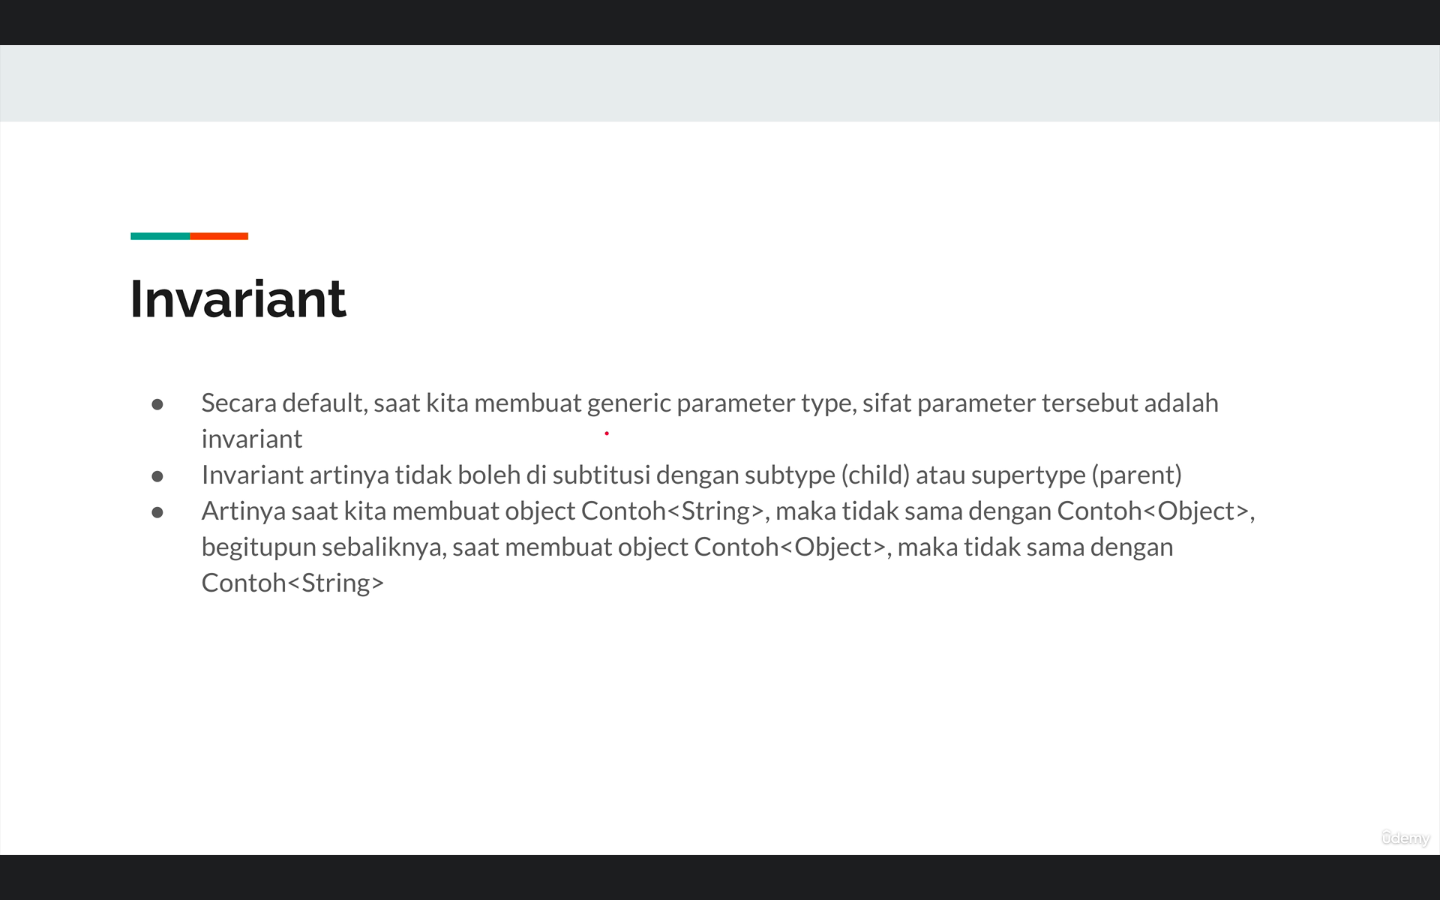 Invariant
● Secara default, saat kita membuat generic parameter type, sifat parameter tersebut adalah
invariant
● Invariant artinya tidak boleh di subtitusi dengan subtype (child) atau supertype (parent)
● Artinya saat kita membuat object Contoh<String>, maka tidak sama dengan Contoh<Object>,
begitupun sebaliknya, saat membuat object Contoh<Object>, maka tidak sama dengan
Contoh<String>
ûdemy